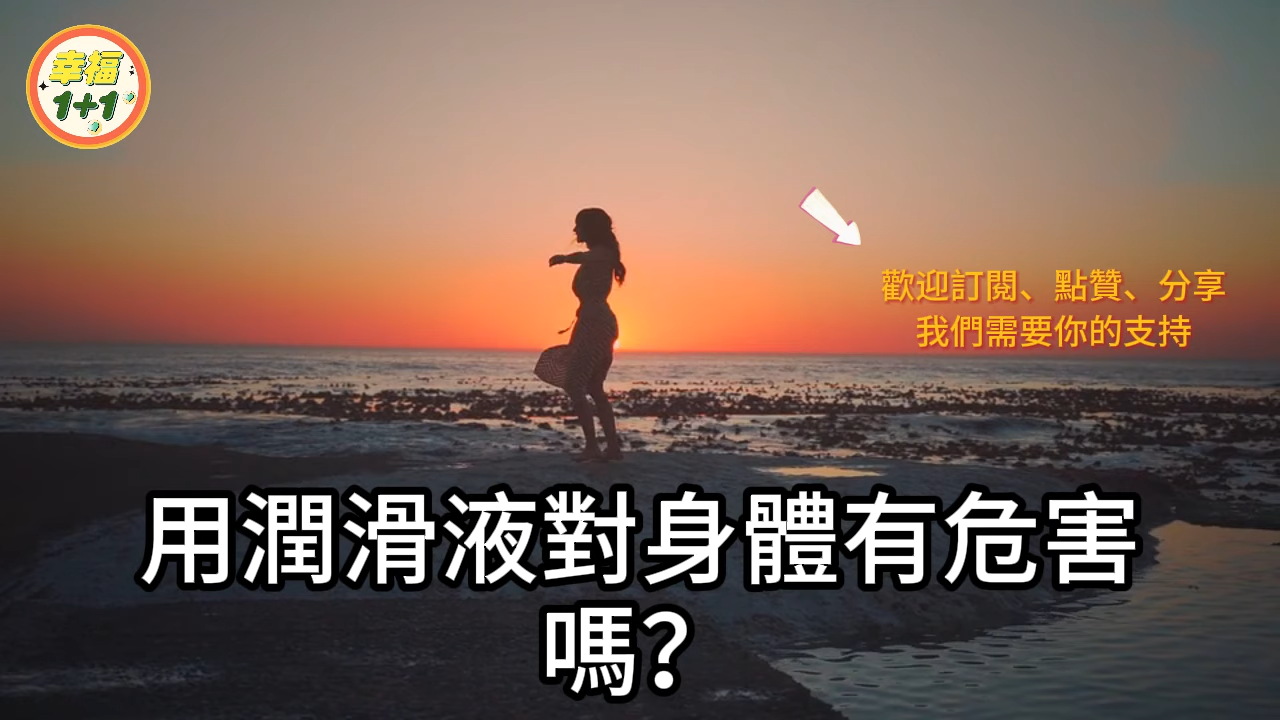 幸福
1+1
歡迎訂閱、點贊、分享
我們需要你的支持
用潤滑液對身體有危害
嗎?